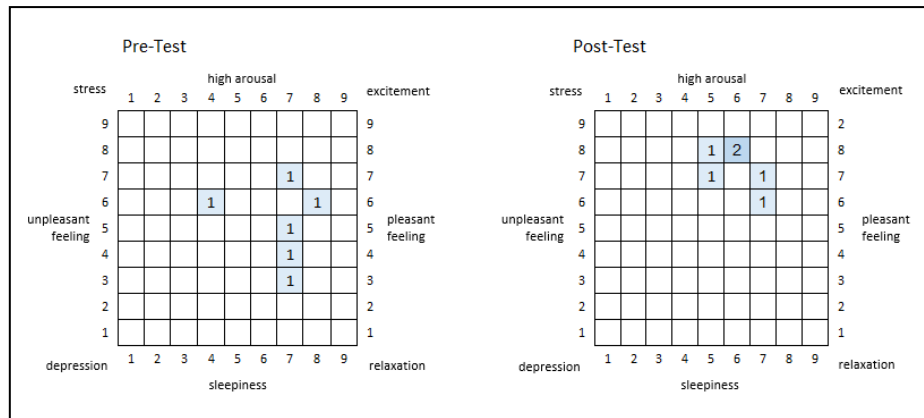 Pre-Test
Post-Test
high arousal
high arousal
stress 1 2 3 4 5 6 7 8 9 excitement
stress 1 2 3 4 5 6 7 8 9 excitement
9 9
9 2
8 8
8 1 2 8
7 1 7
7 1 1 7
6 1 1 6
6 1 6
unpleasant feeling 5 1 5 pleasant feeling
unpleasant feeling 5 5 pleasant feeling
4 1 4
4 4
3 1 3
3 3
2 2
2 2
1 1
1 1
depression 1 2 3 4 5 6 7 8 9 relaxation
depression 1 2 3 4 5 6 7 8 9 relaxation
sleepiness
sleepiness